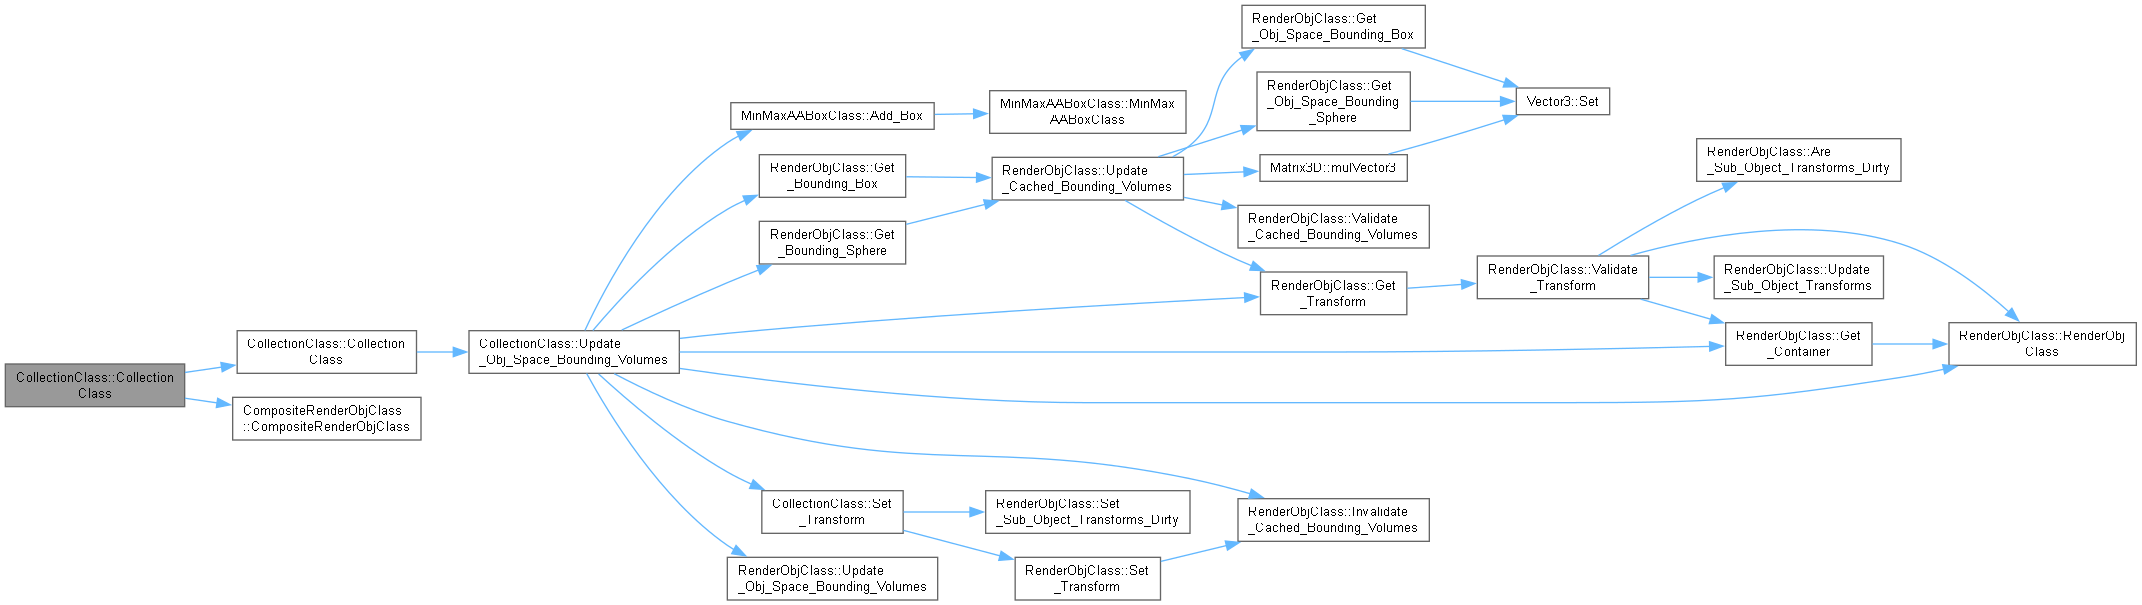 CollectionClass::Collection
Class
CollectionClass::Collection
Class
CompositeRenderObjClass
::CompositeRenderObjClass
CollectionClass::Update
_Obj_Space_Bounding_Volumes
MinMaxAABoxClass::Add_Box
MinMaxAABoxClass::MinMax
AABoxClass
RenderObjClass::Get
_Bounding_Box
RenderObjClass::Get
_Bounding_Sphere
RenderObjClass::Update
_Cached_Bounding_Volumes
RenderObjClass::Get
_Obj_Space_Bounding_Box
RenderObjClass::Get
_Obj_Space_Bounding
_Sphere
Matrix3D::mulVector3
Vector3::Set
RenderObjClass::Validate
_Cached_Bounding_Volumes
RenderObjClass::Get
_Transform
RenderObjClass::Validate
_Transform
RenderObjClass::Are
_Sub_Object_Transforms_Dirty
RenderObjClass::Update
_Sub_Object_Transforms
RenderObjClass::Get
_Container
RenderObjClass::RenderObj
Class
CollectionClass::Set
_Transform
RenderObjClass::Set
_Sub_Object_Transforms_Dirty
RenderObjClass::Invalidate
_Cached_Bounding_Volumes
RenderObjClass::Update
_Obj_Space_Bounding_Volumes
RenderObjClass::Set
_Transform